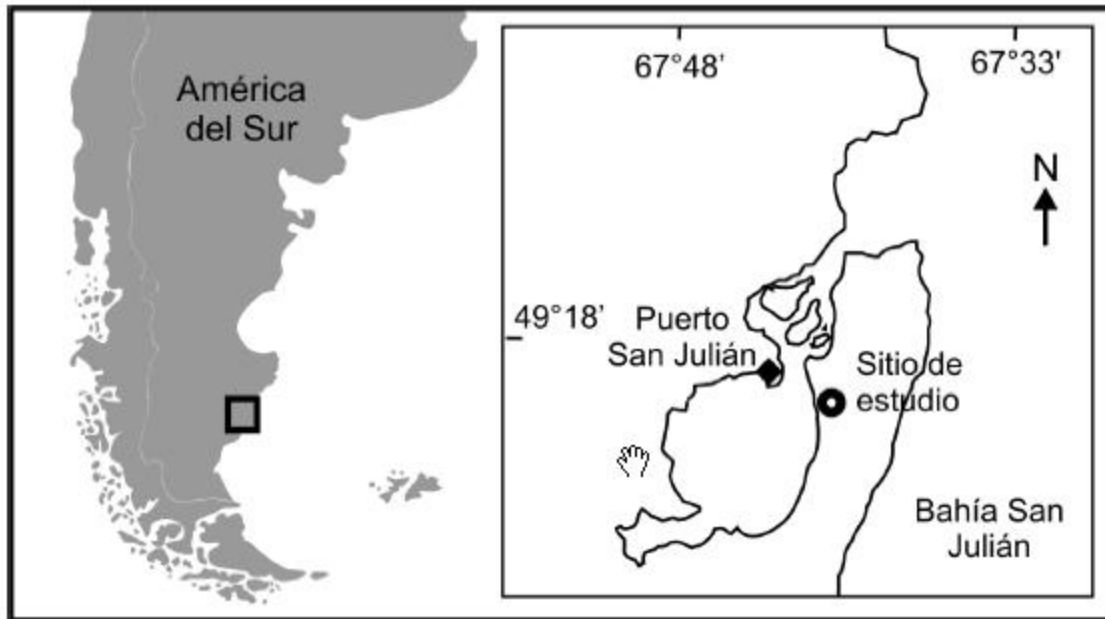 América
del Sur
67°48'
67°33'
N
49°18'
Puerto
San Julián
Sitio de
estudio
Bahía San
Julián